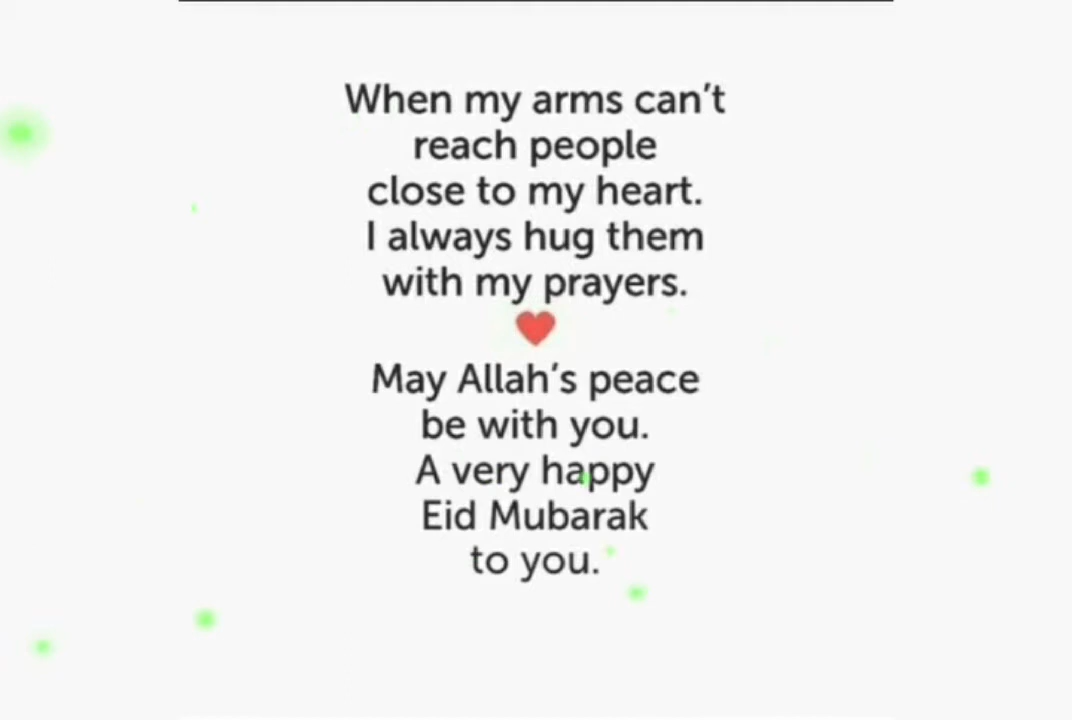 When my arms can't
reach people
close to my heart.
I always hug them
with my prayers.
❤️
May Allah's peace
be with you.
A very happy
Eid Mubarak
to you.